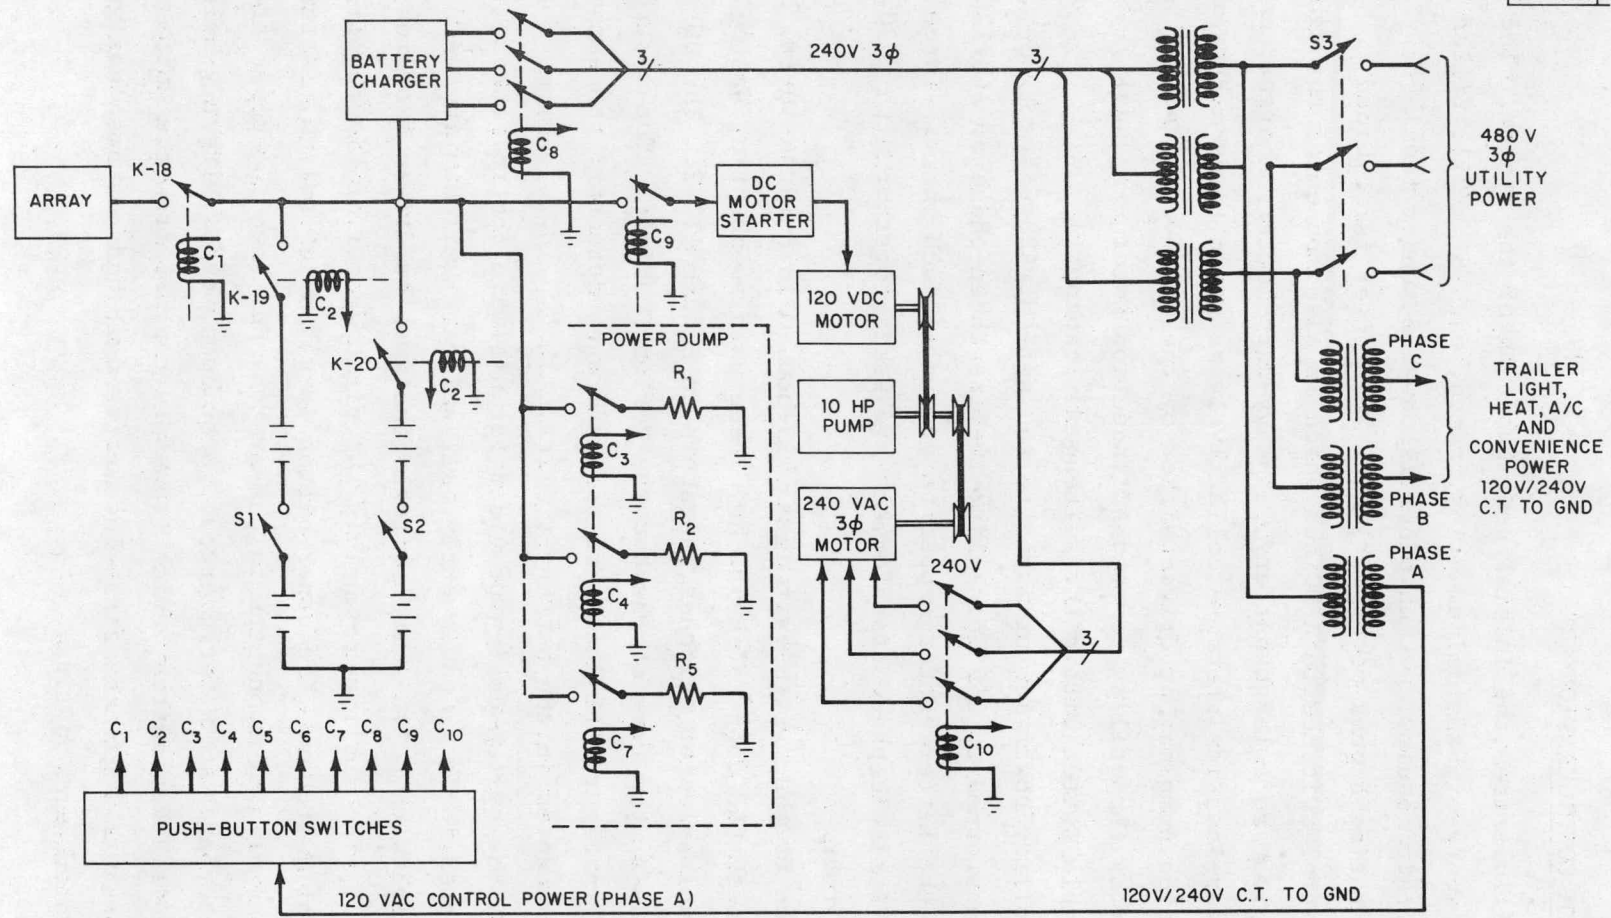 BATTERY
CHARGER
C8
3
240V 3ϕ
3
S3
480 V
3ϕ
UTILITY
POWER
ARRAY
K-18
C1
K-19
C2
K-20
C2
C9
DC
MOTOR
STARTER
120 VDC
MOTOR
10 HP
PUMP
240 VAC
3ϕ
MOTOR
POWER DUMP
R1
C3
R2
C4
R5
C7
S1
S2
240V
3
C10
PHASE
C
PHASE
B
PHASE
A
TRAILER
LIGHT,
HEAT, A/C
AND
CONVENIENCE
POWER
120V/240V
C.T TO GND
C1 C2 C3 C4 C5 C6 C7 C8 C9 C10
PUSH-BUTTON SWITCHES
120 VAC CONTROL POWER (PHASE A)
120V/240V C.T. TO GND